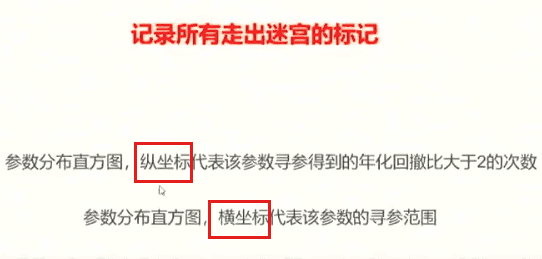 记录所有走出迷宫的标记
参数分布直方图，纵坐标代表该参数寻参得到的年化回撤比大于2的次数
参数分布直方图，横坐标代表该参数的寻参范围